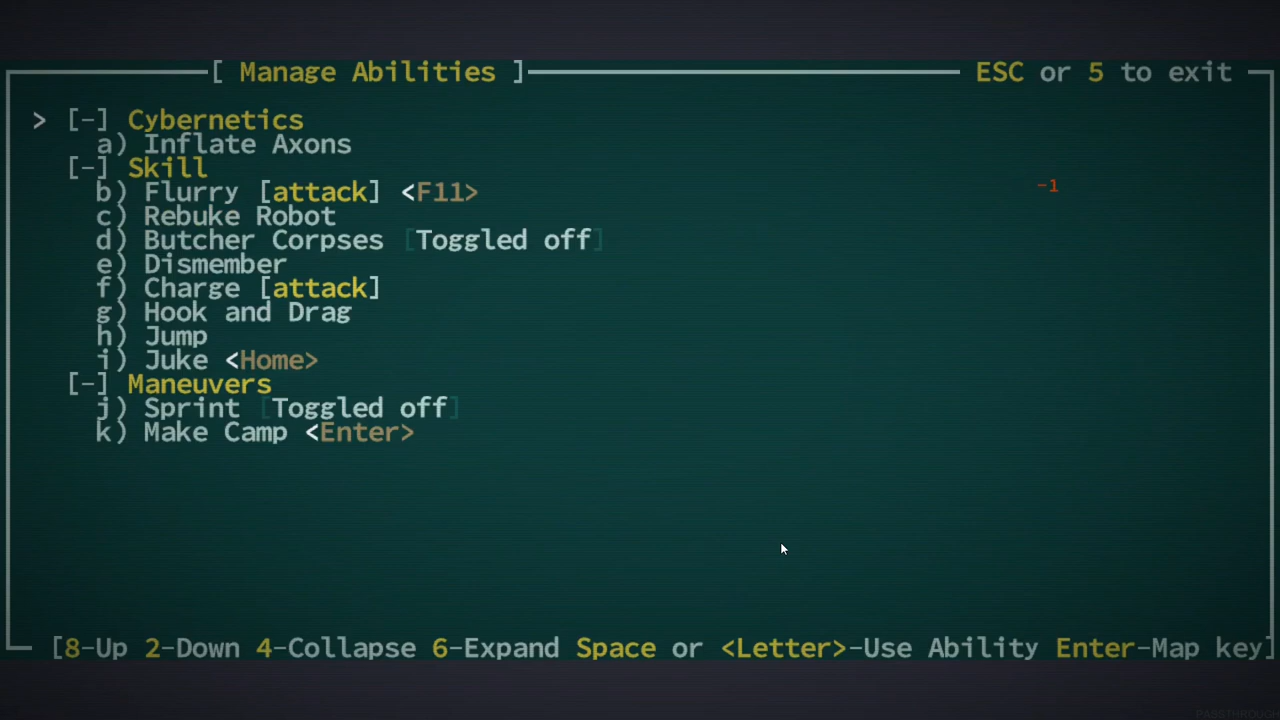 [ Manage Abilities ] ESC or 5 to exit
> [-] Cybernetics
a) Inflate Axons
[-] Skill
b) Flurry [attack] <F11>
-1
c) Rebuke Robot
d) Butcher Corpses [Toggled off]
e) Dismember
f) Charge [attack]
g) Hook and Drag
h) Jump
i) Juke <Home>
[-] Maneuvers
j) Sprint [Toggled off]
k) Make Camp <Enter>
[8-Up 2-Down 4-Collapse 6-Expand Space or <Letter>-Use Ability Enter-Map key]